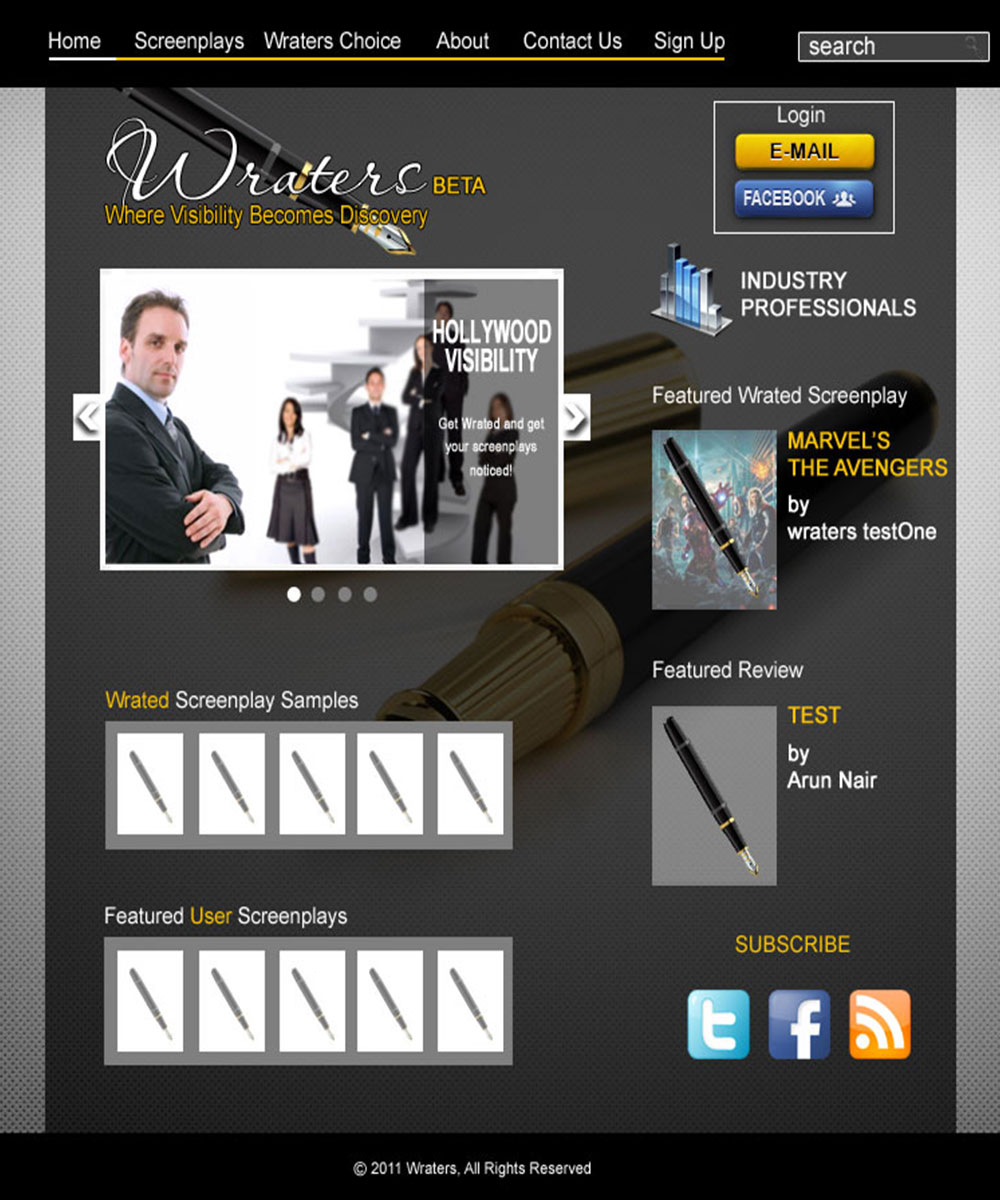 Home Screenplays Wraters Choice About Contact Us Sign Up search
Login
E-MAIL
FACEBOOK
Wraters BETA
Where Visibility Becomes Discovery
INDUSTRY
PROFESSIONALS
HOLLYWOOD
VISIBILITY
Get Wrated and get
your screenplays
noticed!
Featured Wrated Screenplay
MARVEL'S
THE AVENGERS
by
wraters testOne
Wrated Screenplay Samples
Featured Review
TEST
by
Arun Nair
Featured User Screenplays
SUBSCRIBE
t f
© 2011 Wraters, All Rights Reserved